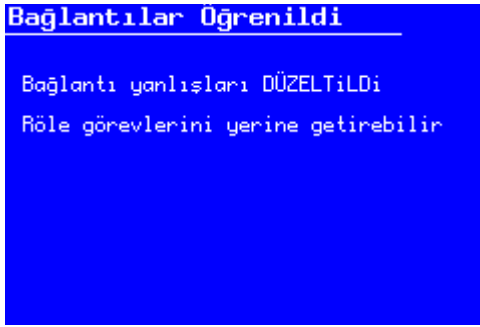 Bağlantılar Öğrenildi
Bağlantı yanlışları DÜZELTiLDi
Röle görevlerini yerine getirebilir